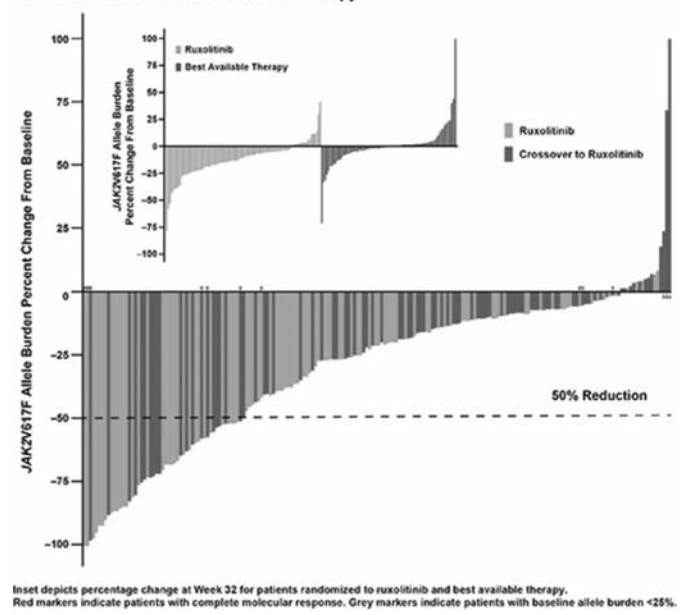 100
75
50
25
0
-25
-50
-75
-100
JAK2V617F Allele Burden Percent Change From Baseline
100
75
50
25
0
-25
-50
-75
-100
JAK2V617F Allele Burden
Percent Change From Baseline
Ruxolitinib
Best Available Therapy
Ruxolitinib
Crossover to Ruxolitinib
50% Reduction
Inset depicts percentage change at Week 32 for patients randomized to ruxolitinib and best available therapy.
Red markers indicate patients with complete molecular response. Grey markers indicate patients with baseline allele burden <25%.